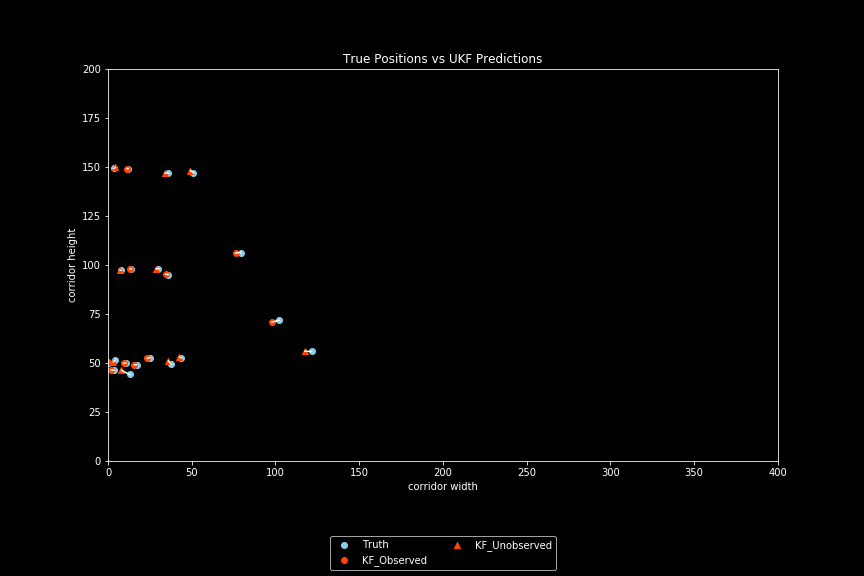 True Positions vs UKF Predictions
200
175
150
125
100
75
50
25
0
corridor height
0 50 100 150 200 250 300 350 400
corridor width
Truth KF_Unobserved
KF_Observed